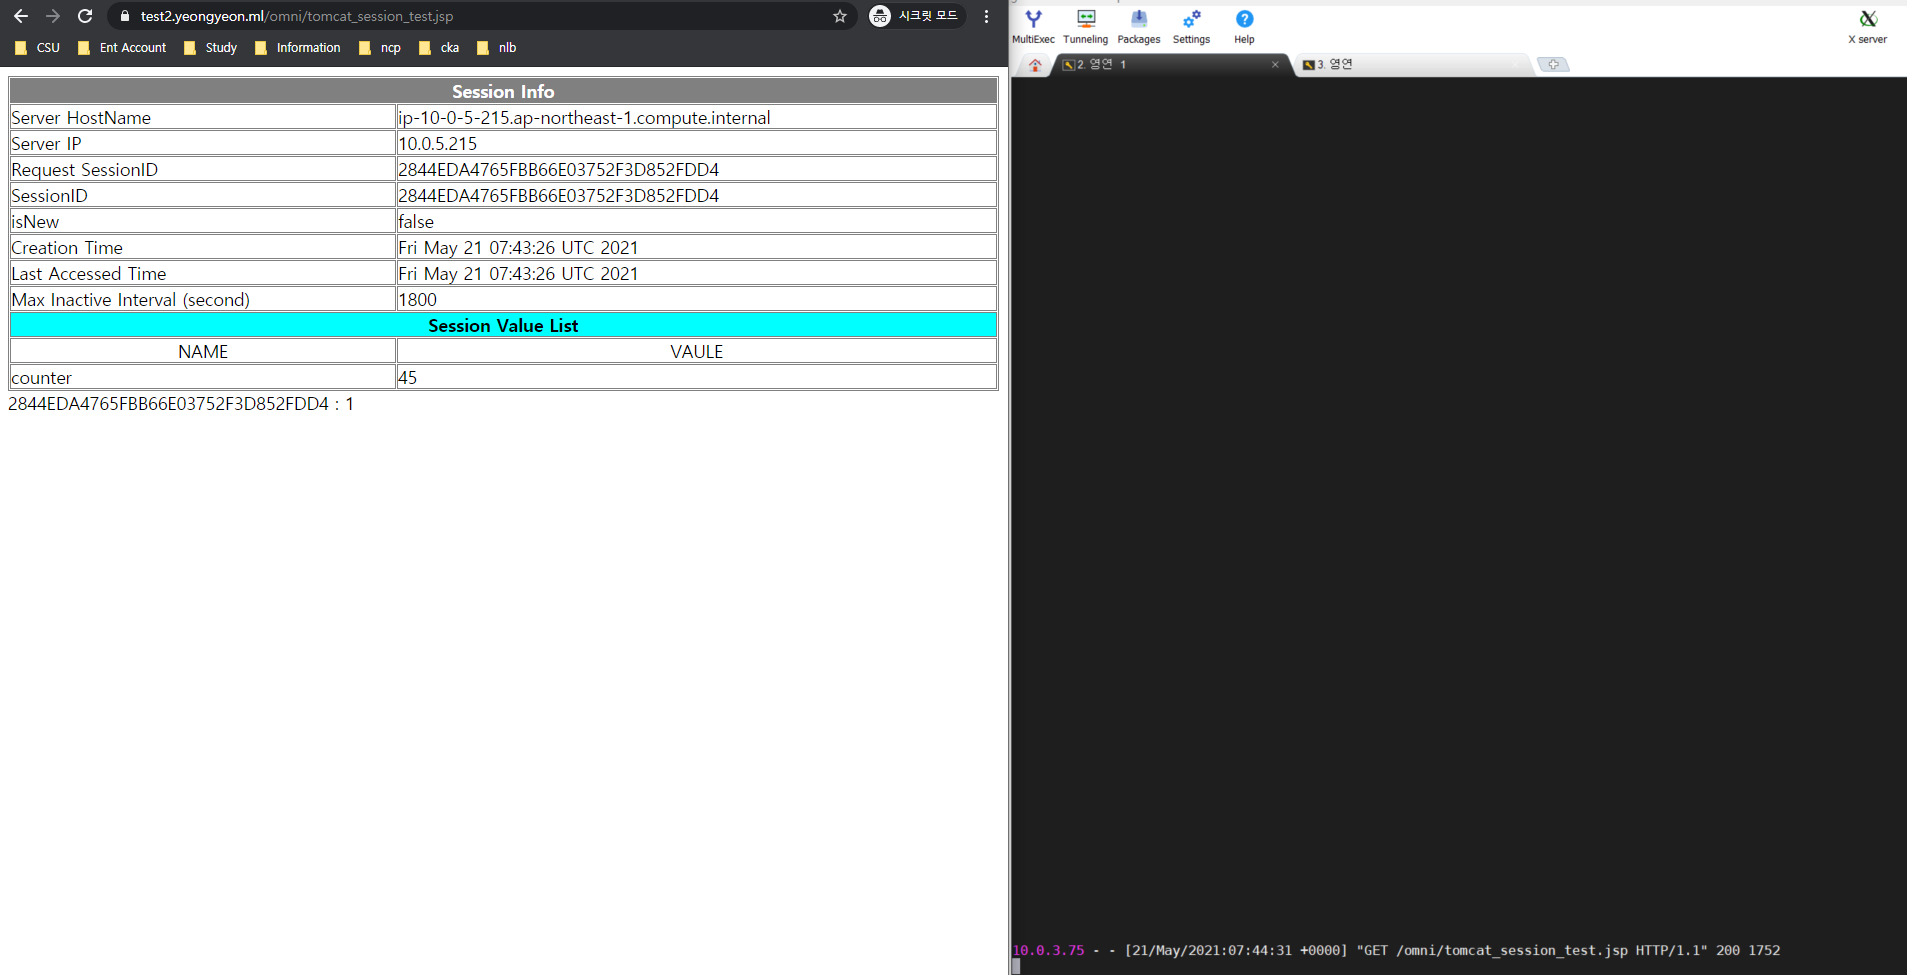 test2.yeongyeon.ml/omni/tomcat_session_test.jsp 시크릿 모드
CSU Ent Account Study Information ncp cka nlb
Session Info
Server HostName ip-10-0-5-215.ap-northeast-1.compute.internal
Server IP 10.0.5.215
Request SessionID 2844EDA4765FBB66E03752F3D852FDD4
SessionID 2844EDA4765FBB66E03752F3D852FDD4
isNew false
Creation Time Fri May 21 07:43:26 UTC 2021
Last Accessed Time Fri May 21 07:43:26 UTC 2021
Max Inactive Interval (second) 1800
Session Value List
NAME VAULE
counter 45
2844EDA4765FBB66E03752F3D852FDD4 : 1
MultiExec Tunneling Packages Settings Help X server
2. 영연 1 3. 영연
10.0.3.75 - - [21/May/2021:07:44:31 +0000] "GET /omni/tomcat_session_test.jsp HTTP/1.1" 200 1752